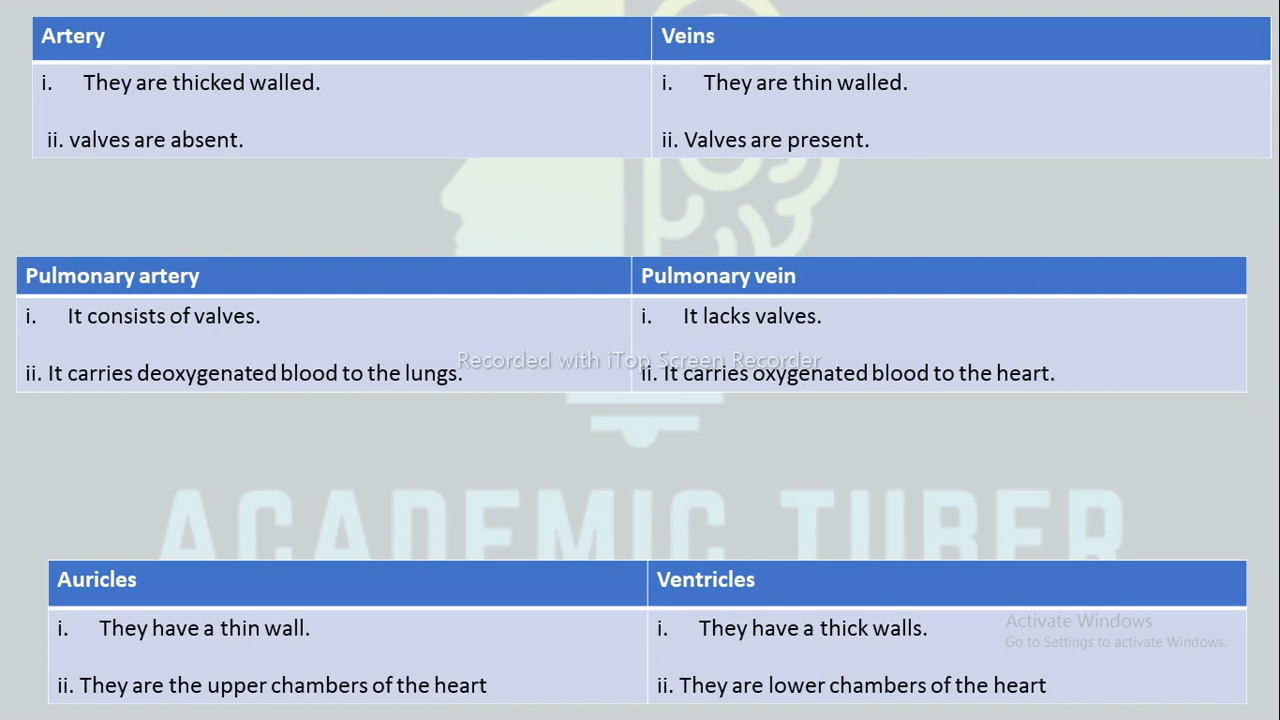 Artery
Veins
i. They are thicked walled.
i. They are thin walled.
ii. valves are absent.
ii. Valves are present.
Pulmonary artery
Pulmonary vein
i. It consists of valves.
i. It lacks valves.
Recorded with iTop Screen Recorder
ii. It carries deoxygenated blood to the lungs.
ii. It carries oxygenated blood to the heart.
ACADEMIC TUBER
Auricles
Ventricles
i. They have a thin wall.
i. They have a thick walls.
Activate Windows
Go to Settings to activate Windows.
ii. They are the upper chambers of the heart
ii. They are lower chambers of the heart